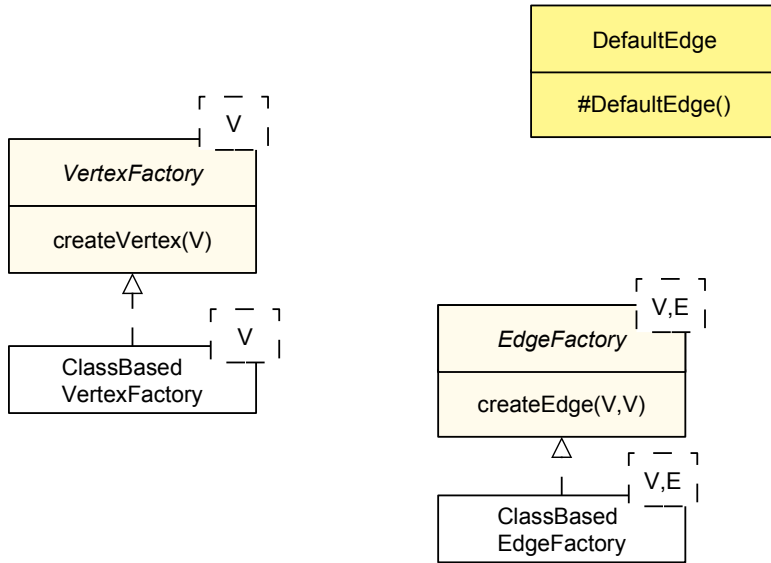 DefaultEdge
#DefaultEdge()
V
VertexFactory
createVertex(V)
V
ClassBased
VertexFactory
V,E
EdgeFactory
createEdge(V,V)
V,E
ClassBased
EdgeFactory